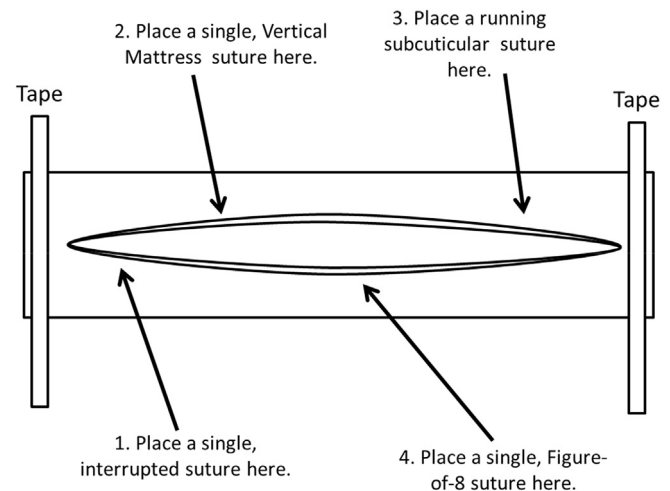 2. Place a single, Vertical
Mattress suture here.
3. Place a running
subcuticular suture
here.
Tape
Tape
1. Place a single,
interrupted suture here.
4. Place a single, Figure-
of-8 suture here.